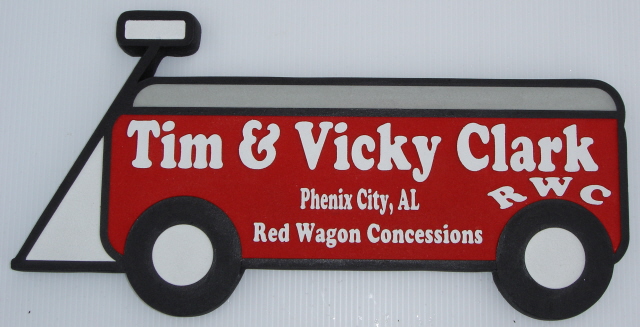 Tim & Vicky Clark
RWC
Phenix City, AL
Red Wagon Concessions